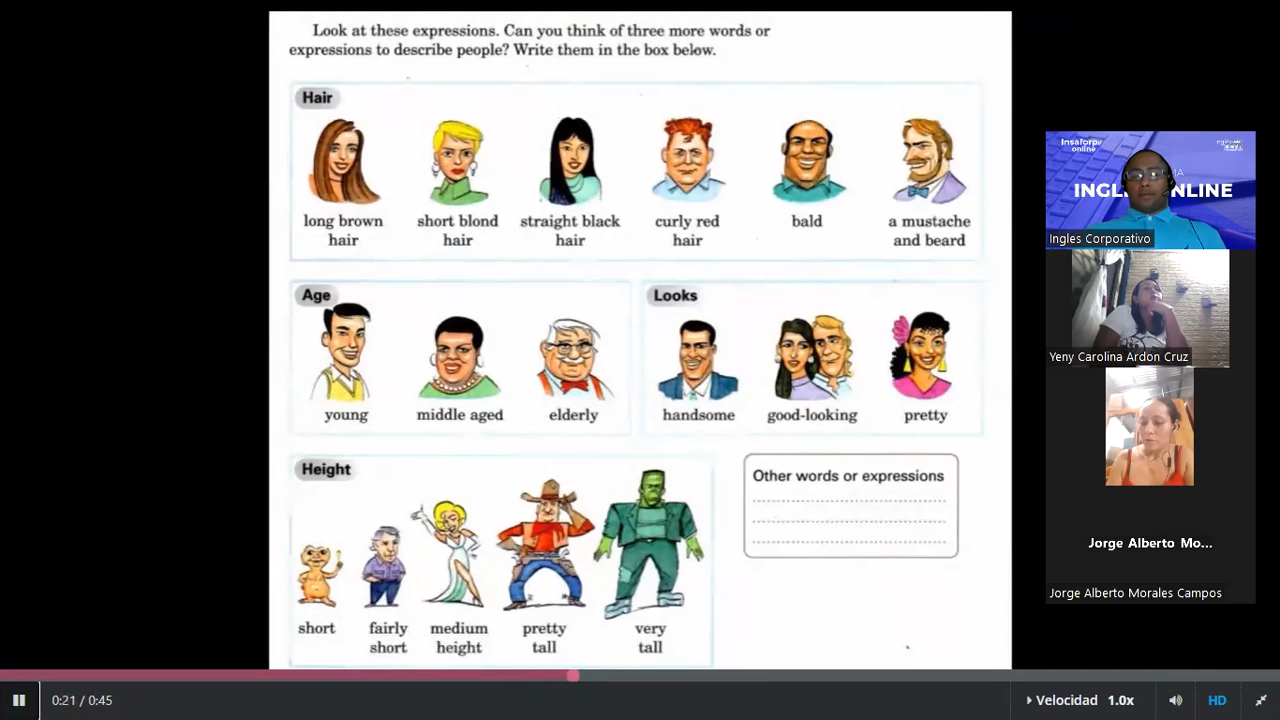 Look at these expressions. Can you think of three more words or
expressions to describe people? Write them in the box below.
Hair
long brown
hair
short blond
hair
straight black
hair
curly red
hair
bald
a mustache
and beard
Age
young
middle aged
elderly
Looks
handsome
good-looking
pretty
Height
short
fairly
short
medium
height
pretty
tall
very
tall
Other words or expressions
Insaforp
online
Ingles Corporativo
Yeny Carolina Ardon Cruz
Jorge Alberto Mo...
Jorge Alberto Morales Campos
0:21 / 0:45
Velocidad 1.0x
HD